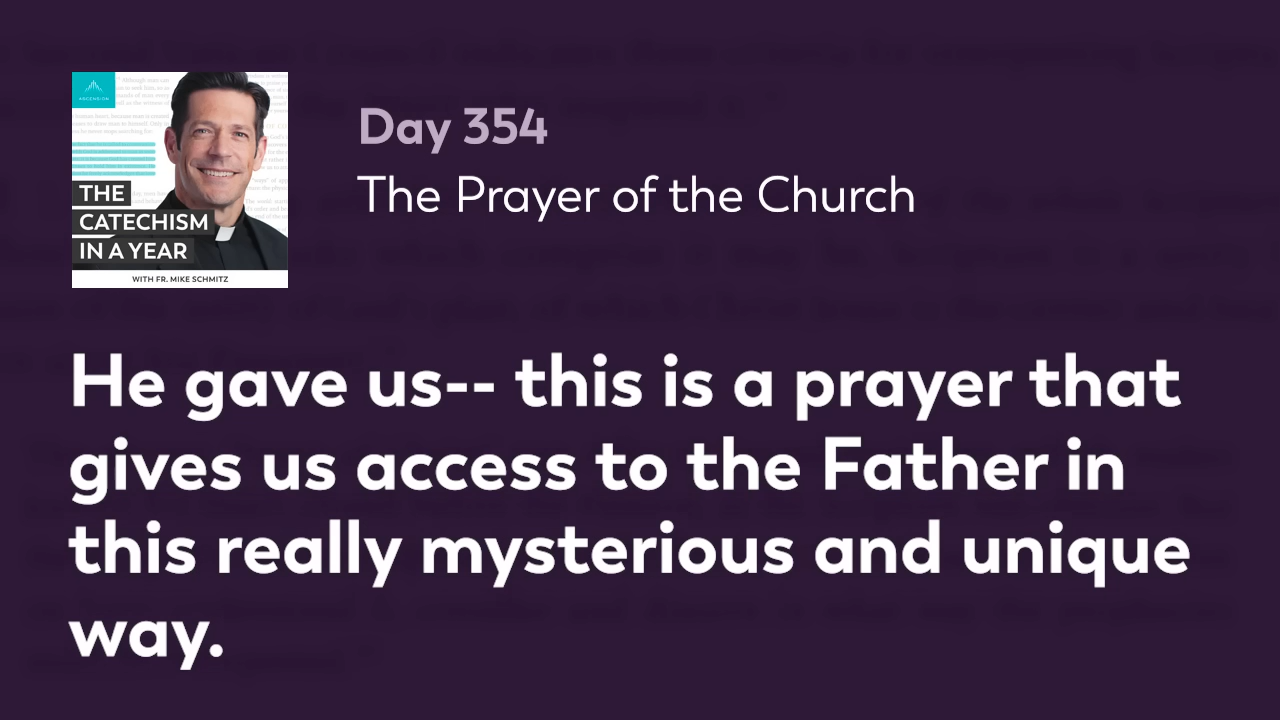 ASCENSION
THE
CATECHISM
IN A YEAR
WITH FR. MIKE SCHMITZ
Day 354
The Prayer of the Church
He gave us-- this is a prayer that
gives us access to the Father in
this really mysterious and unique
way.